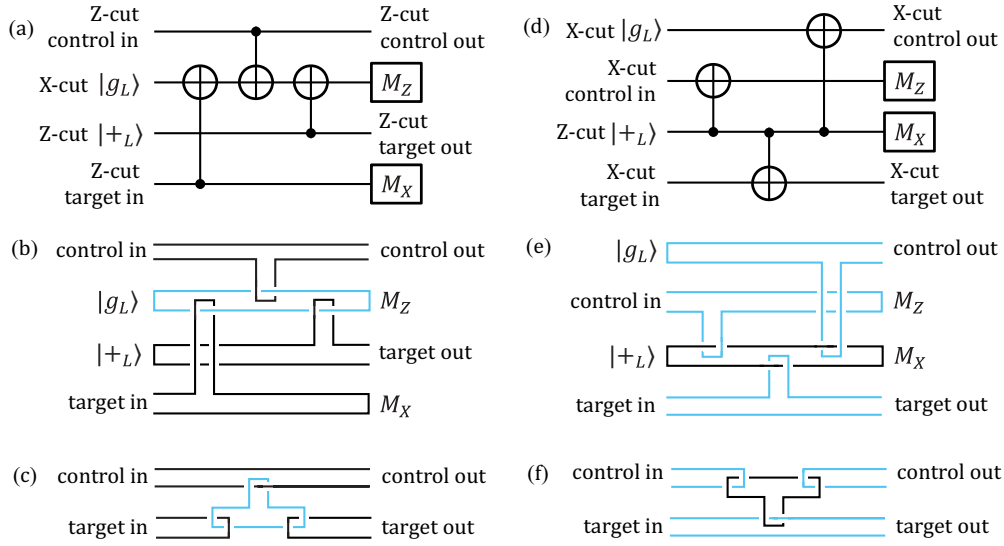 (a)
Z-cut
control in
Z-cut
control out
X-cut |g_L⟩
M_Z
Z-cut |+_L⟩
Z-cut
target out
Z-cut
target in
M_X
(b)
control in
control out
|g_L⟩
M_Z
|+_L⟩
target out
target in
M_X
(c)
control in
control out
target in
target out
(d)
X-cut |g_L⟩
X-cut
control out
X-cut
control in
M_Z
Z-cut |+_L⟩
M_X
X-cut
target in
X-cut
target out
(e)
|g_L⟩
control out
control in
M_Z
|+_L⟩
M_X
target in
target out
(f)
control in
control out
target in
target out